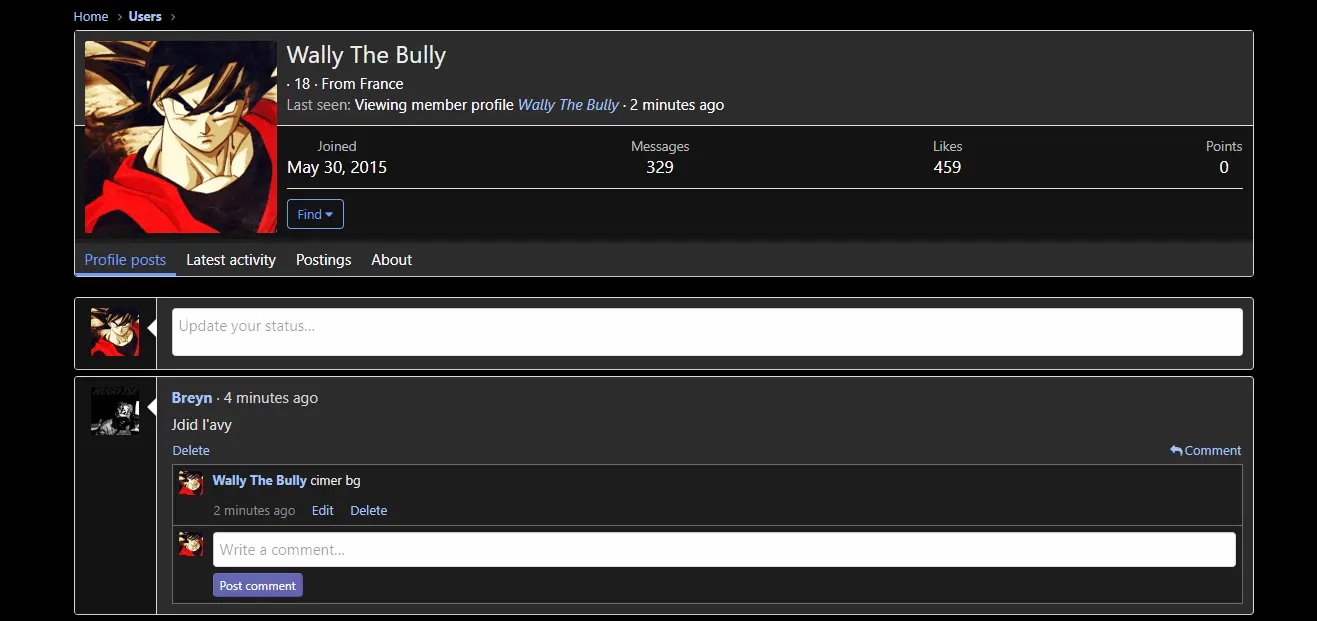 Home > Users >
Wally The Bully
· 18 · From France
Last seen: Viewing member profile Wally The Bully · 2 minutes ago
Joined Messages Likes Points
May 30, 2015 329 459 0
Find
Profile posts Latest activity Postings About
Update your status...
Breyn · 4 minutes ago
Jdid l'avy
Delete Comment
Wally The Bully cimer bg
2 minutes ago Edit Delete
Write a comment...
Post comment